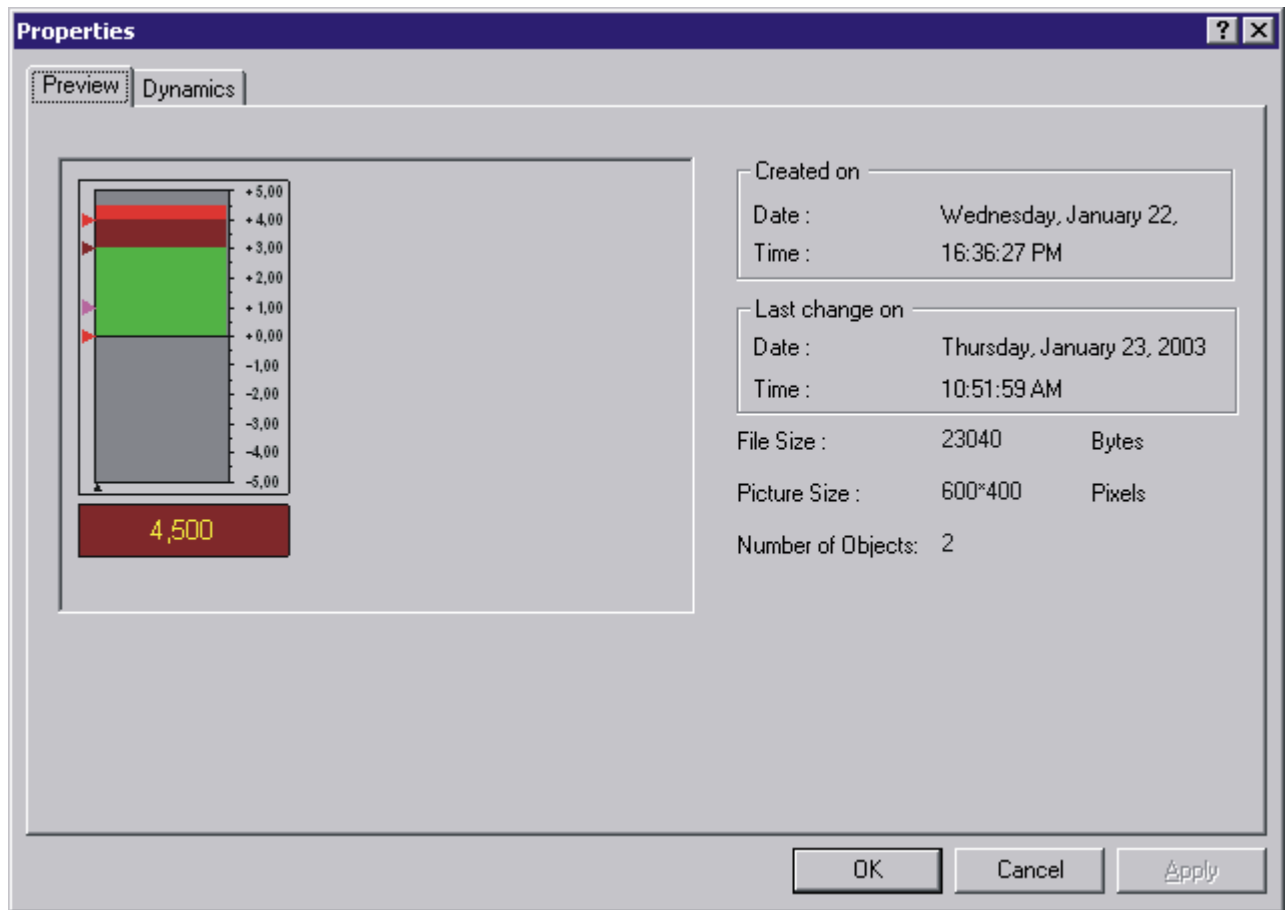 Properties
Preview
Dynamics
+5,00
+4,00
+3,00
+2,00
+1,00
+0,00
-1,00
-2,00
-3,00
-4,00
-5,00
4,500
Created on
Date : Wednesday, January 22,
Time : 16:36:27 PM
Last change on
Date : Thursday, January 23, 2003
Time : 10:51:59 AM
File Size : 23040 Bytes
Picture Size : 600*400 Pixels
Number of Objects: 2
OK
Cancel
Apply